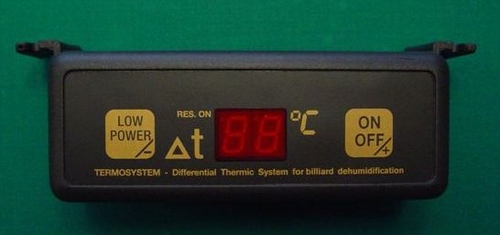 LOW
POWER
-
RES. ON
Δt
88
°C
ON
OFF
+
TERMOSYSTEM - Differential Thermic System for billiard dehumidification